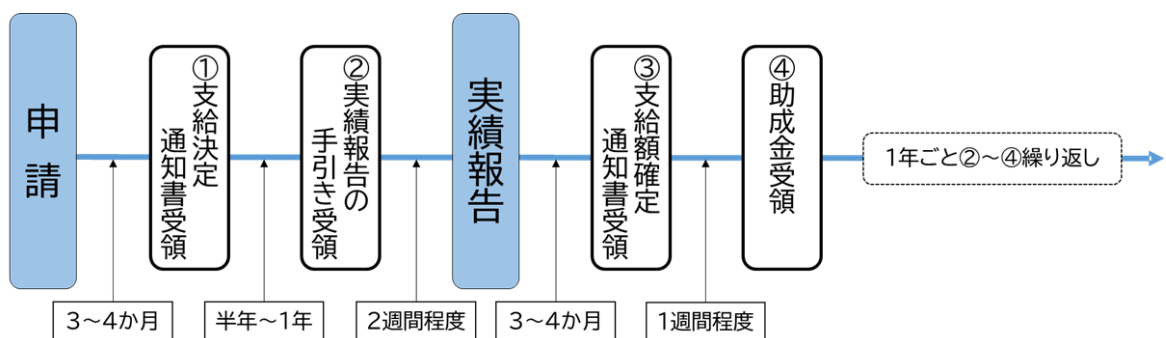 申請
①支給決定
通知書受領
②実績報告の
手引き受領
実績報告
③支給額確定
通知書受領
④助成金受領
1年ごと②～④繰り返し
3～4か月
半年～1年
2週間程度
3～4か月
1週間程度